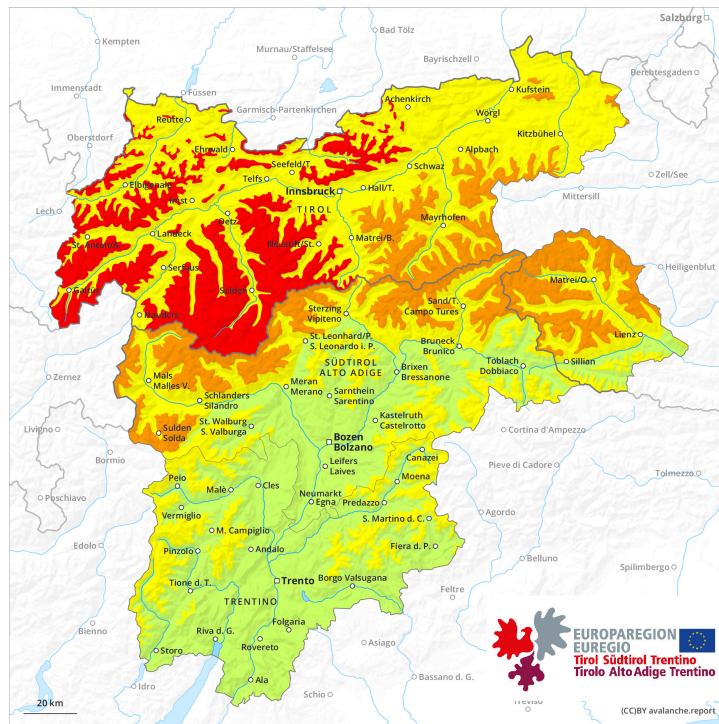 Salzburg
Kempten
Bad Tölz
Murnau/Staffelsee
Bayrischzell
Berchtesgaden
Immenstadt
Füssen
Kufstein
Garmisch-Partenkirchen
Achenkirch
Reutte
Wörgl
Kitzbühel
Oberstdorf
Ehrwald
Alpbach
Seefeld/T.
Schwaz
Zell/See
Telfs
Elbigenalp
Innsbruck
Hall/T.
Mittersill
Imst
TIROL
Lech
Oetz
Mayrhofen
St. Anton/A.
Landeck
Neustift/St.
Matrei/B.
Serfaus
Heiligenblut
Galtür
Sölden
Matrei/O.
Nauders
Sterzing
Vipiteno
Sand/T.
Campo Tures
St. Leonhard/P.
S. Leonardo i. P.
Lienz
Bruneck
Brunico
SÜDTIROL
ALTO ADIGE
Toblach
Dobbiaco
Sillian
Zernez
Mals
Malles V.
Brixen
Bressanone
Meran
Merano
Sarnthein
Sarentino
Schlanders
Silandro
St. Walburg
S. Valburga
Kastelruth
Castelrotto
Livigno
Sulden
Solda
Cortina d'Ampezzo
Bozen
Bolzano
Bormio
Canazei
Pieve di Cadore
Leifers
Laives
Tolmezzo
Peio
Malè
Cles
Moena
Poschiavo
Neumarkt
Egna
Predazzo
Vermiglio
Agordo
S. Martino d. C.
M. Campiglio
Edolo
Pinzolo
Andalo
Fiera d. P.
Belluno
Spilimbergo
Tione d. T.
Trento
Borgo Valsugana
Feltre
TRENTINO
Bienno
Folgaria
Riva d. G.
Rovereto
Asiago
Storo
Bassano d. G.
Ala
Idro
Schio
Treviso
EUROPAREGION
EUREGIO
Tirol Südtirol Trentino
Tirolo Alto Adige Trentino
20 km
(CC)BY avalanche.report